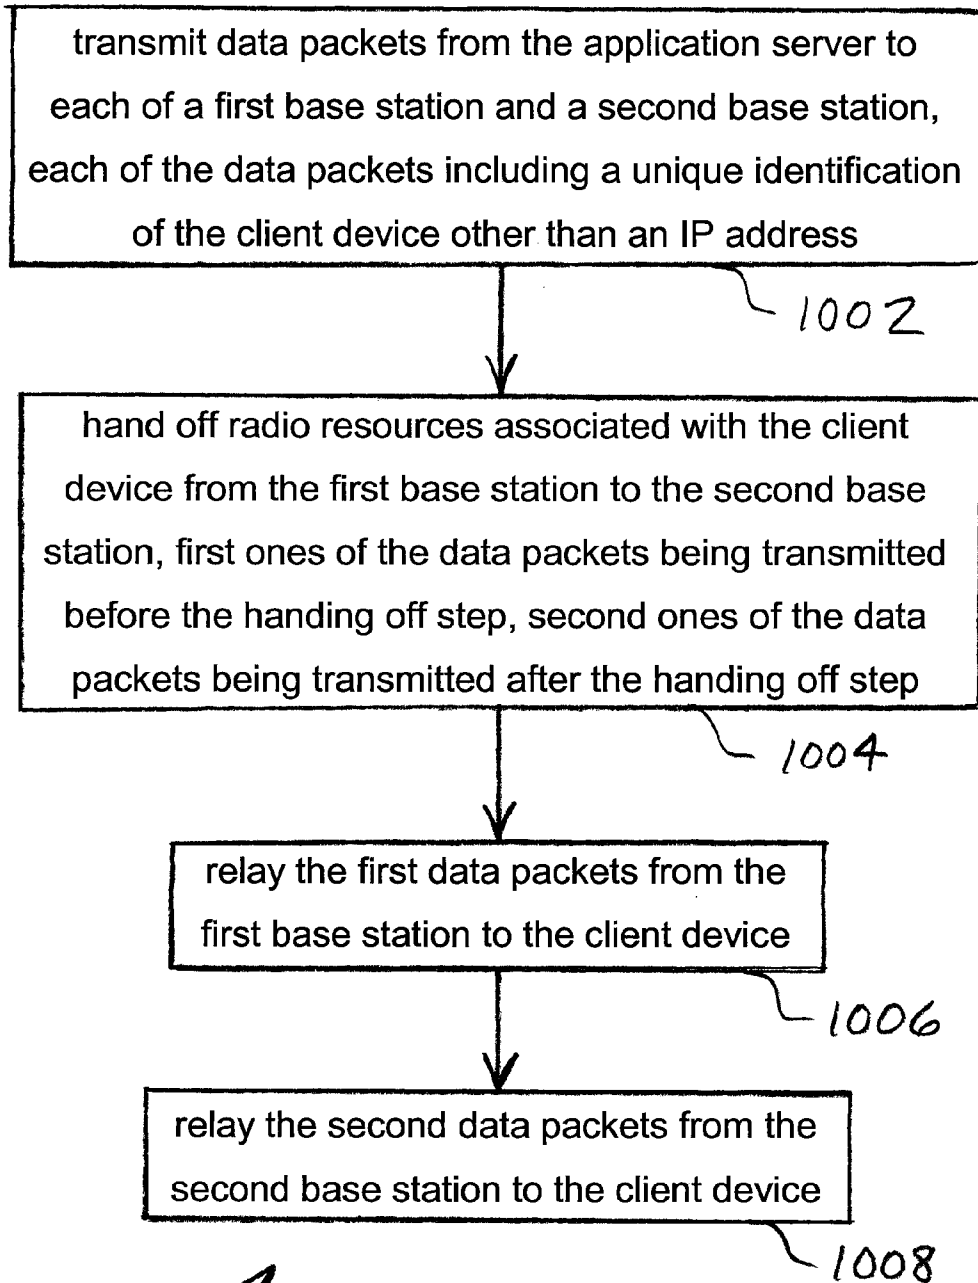 transmit data packets from the application server to
each of a first base station and a second base station,
each of the data packets including a unique identification
of the client device other than an IP address
1002
hand off radio resources associated with the client
device from the first base station to the second base
station, first ones of the data packets being transmitted
before the handing off step, second ones of the data
packets being transmitted after the handing off step
1004
relay the first data packets from the
first base station to the client device
1006
relay the second data packets from the
second base station to the client device
1008